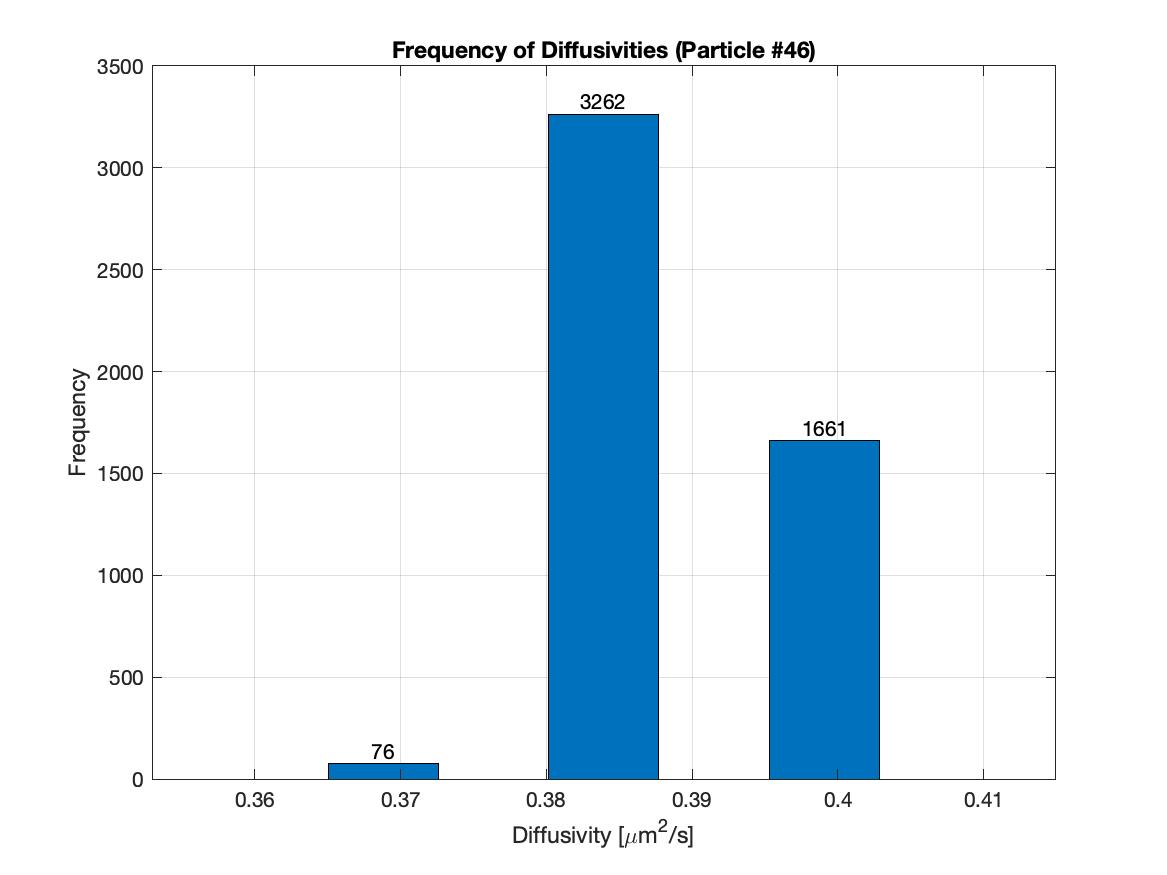 Frequency of Diffusivities (Particle #46)
3500
3000
2500
2000
1500
1000
500
0
Frequency
76
3262
1661
0.36 0.37 0.38 0.39 0.4 0.41
Diffusivity [μm²/s]